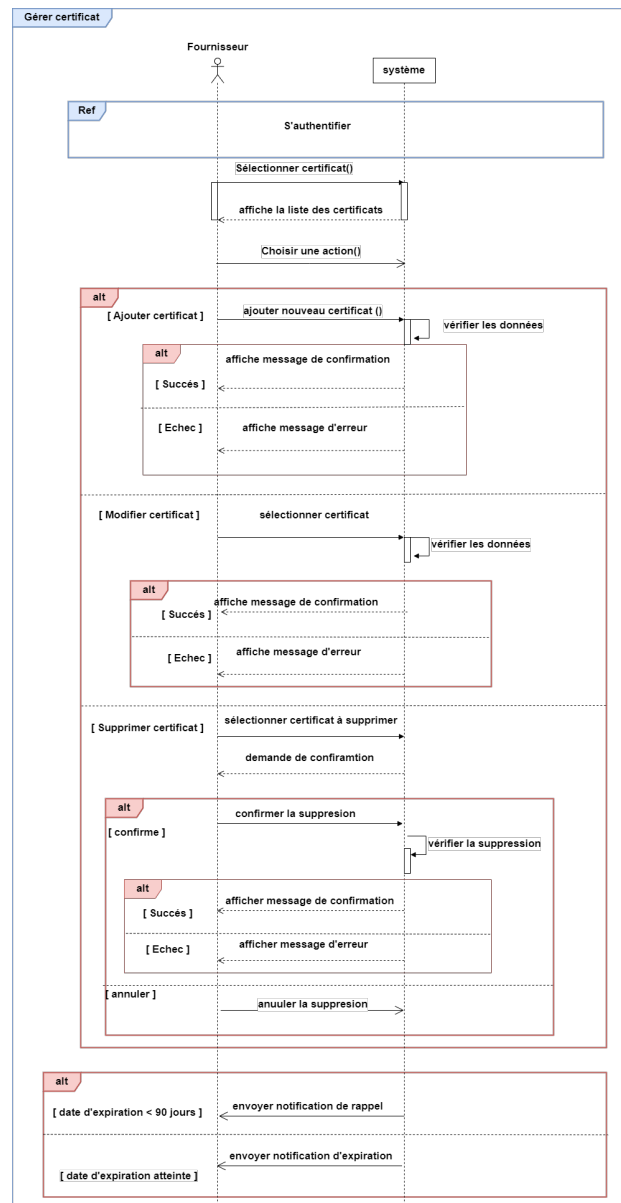 Gérer certificat
Fournisseur
système
Ref
S'authentifier
Sélectionner certificat()
affiche la liste des certificats
Choisir une action()
alt
[ Ajouter certificat ]
ajouter nouveau certificat ()
vérifier les données
alt
affiche message de confirmation
[ Succés ]
[ Echec ]
affiche message d'erreur
[ Modifier certificat ]
sélectionner certificat
vérifier les données
alt
affiche message de confirmation
[ Succés ]
affiche message d'erreur
[ Echec ]
[ Supprimer certificat ]
sélectionner certificat à supprimer
demande de confiramtion
alt
confirmer la suppresion
[ confirme ]
vérifier la suppression
alt
afficher message de confirmation
[ Succés ]
afficher message d'erreur
[ Echec ]
[ annuler ]
anuuler la suppresion
alt
[ date d'expiration < 90 jours ]
envoyer notification de rappel
envoyer notification d'expiration
[ date d'expiration atteinte ]